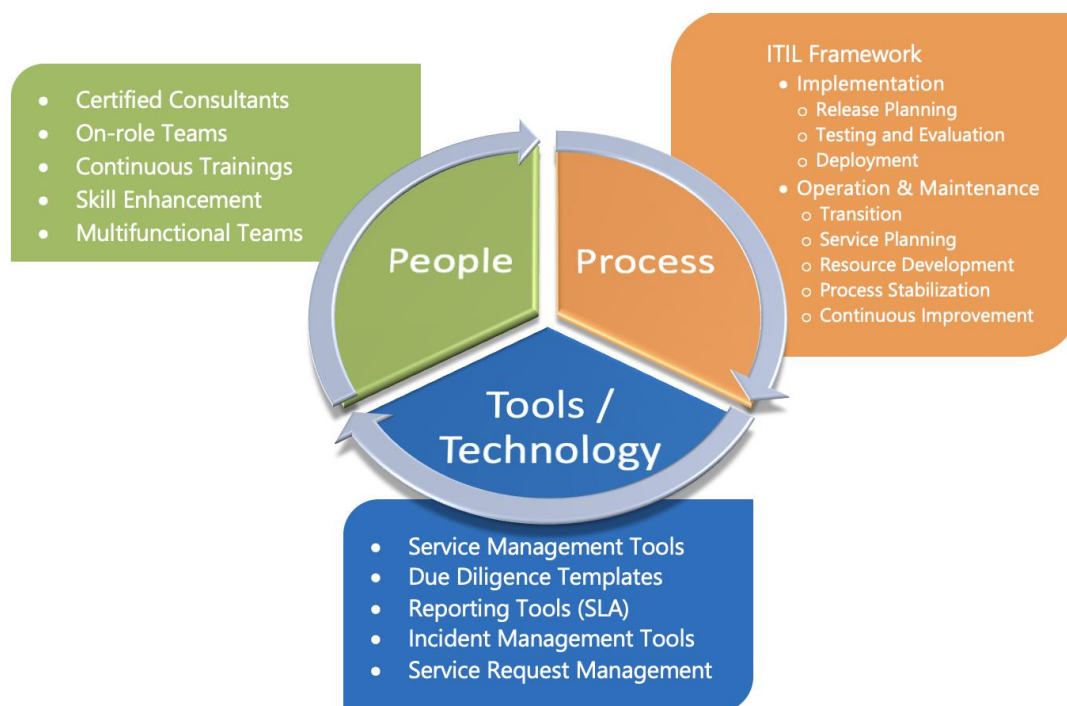 Certified Consultants
On-role Teams
Continuous Trainings
Skill Enhancement
Multifunctional Teams
ITIL Framework
Implementation
Release Planning
Testing and Evaluation
Deployment
Operation & Maintenance
Transition
Service Planning
Resource Development
Process Stabilization
Continuous Improvement
People
Process
Tools /
Technology
Service Management Tools
Due Diligence Templates
Reporting Tools (SLA)
Incident Management Tools
Service Request Management